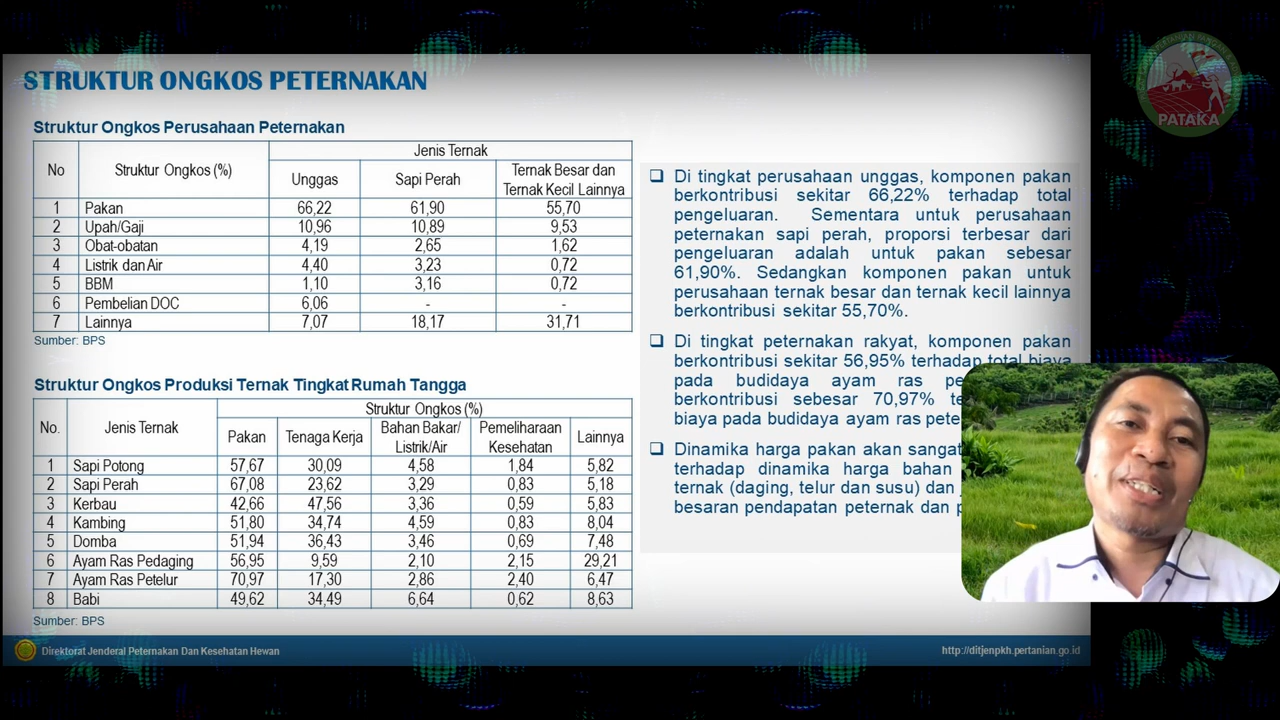 STRUKTUR ONGKOS PETERNAKAN
PATAKA
Struktur Ongkos Perusahaan Peternakan
No Struktur Ongkos (%) Jenis Ternak
Unggas Sapi Perah Ternak Besar dan Ternak Kecil Lainnya
1 Pakan 66,22 61,90 55,70
2 Upah/Gaji 10,96 10,89 9,53
3 Obat-obatan 4,19 2,65 1,62
4 Listrik dan Air 4,40 3,23 0,72
5 BBM 1,10 3,16 0,72
6 Pembelian DOC 6,06 - -
7 Lainnya 7,07 18,17 31,71
Sumber: BPS
Struktur Ongkos Produksi Ternak Tingkat Rumah Tangga
No. Jenis Ternak Struktur Ongkos (%)
Pakan Tenaga Kerja Bahan Bakar/ Listrik/Air Pemeliharaan Kesehatan Lainnya
1 Sapi Potong 57,67 30,09 4,58 1,84 5,82
2 Sapi Perah 67,08 23,62 3,29 0,83 5,18
3 Kerbau 42,66 47,56 3,36 0,59 5,83
4 Kambing 51,80 34,74 4,59 0,83 8,04
5 Domba 51,94 36,43 3,46 0,69 7,48
6 Ayam Ras Pedaging 56,95 9,59 2,10 2,15 29,21
7 Ayam Ras Petelur 70,97 17,30 2,86 2,40 6,47
8 Babi 49,62 34,49 6,64 0,62 8,63
Sumber: BPS
Di tingkat perusahaan unggas, komponen pakan
berkontribusi sekitar 66,22% terhadap total
pengeluaran. Sementara untuk perusahaan
peternakan sapi perah, proporsi terbesar dari
pengeluaran adalah untuk pakan sebesar
61,90%. Sedangkan komponen pakan untuk
perusahaan ternak besar dan ternak kecil lainnya
berkontribusi sekitar 55,70%.
Di tingkat peternakan rakyat, komponen pakan
berkontribusi sekitar 56,95% terhadap total biaya
pada budidaya ayam ras
berkontribusi sebesar 70,97%
biaya pada budidaya ayam ras
Dinamika harga pakan akan sangat
terhadap dinamika harga bahan
ternak (daging, telur dan susu) dan
besaran pendapatan peternak dan
Direktorat Jenderal Peternakan Dan Kesehatan Hewan
http://ditjenpkh.pertanian.go.id